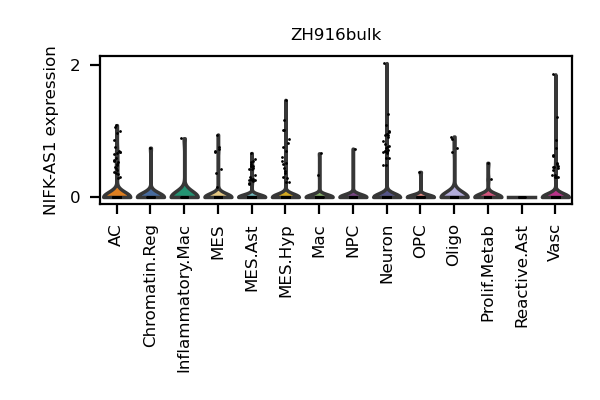 ZH916bulk
NIFK-AS1 expression
2
0
AC
Chromatin.Reg
Inflammatory.Mac
MES
MES.Ast
MES.Hyp
Mac
NPC
Neuron
OPC
Oligo
Prolif.Metab
Reactive.Ast
Vasc